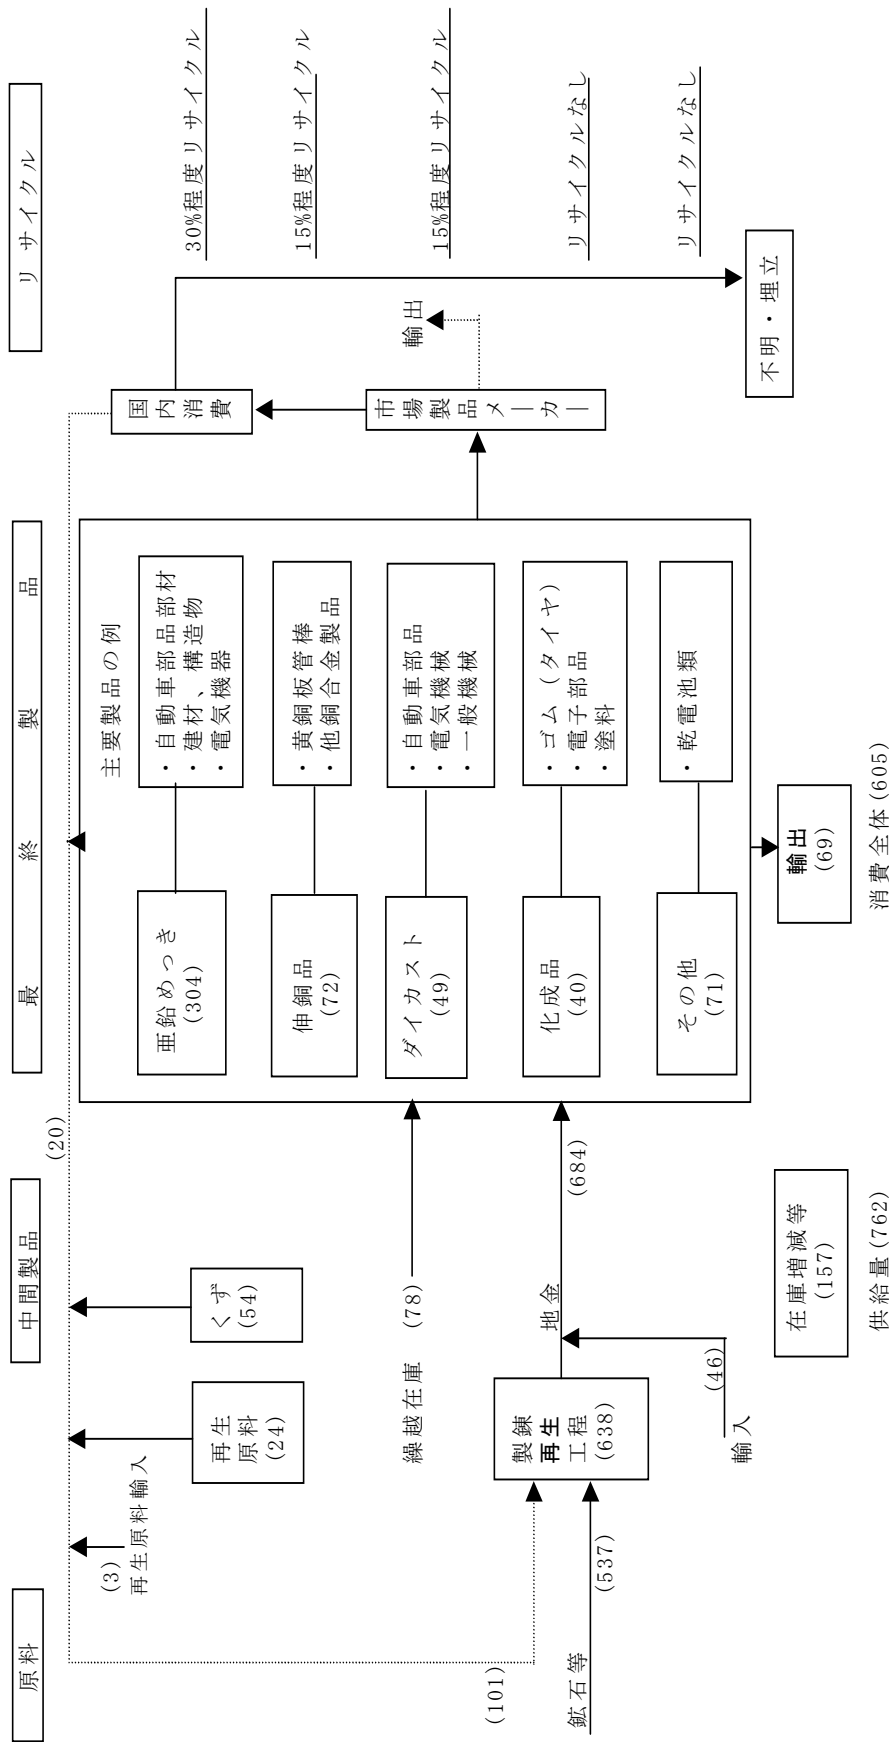 原料
中間製品
最終製品
リサイクル
(20)
(3)
再生原料輸入
再生
原料
(24)
くず
(54)
主要製品の例
亜鉛めっき
(304)
・自動車部品部材
・建材、構造物
・電気機器
国内消費
30%程度リサイクル
伸銅品
(72)
・黄銅板管棒
・他銅合金製品
15%程度リサイクル
繰越在庫 (78)
ダイカスト
(49)
・自動車部品
・電気機械
・一般機械
市場製品メーカー
輸出
15%程度リサイクル
(101)
鉱石等
(537)
製錬
再生
工程
(638)
地金
(684)
化成品
(40)
・ゴム(タイヤ)
・電子部品
・塗料
リサイクルなし
輸入
(46)
その他
(71)
・乾電池類
リサイクルなし
在庫増減等
(157)
輸出
(69)
不明・埋立
供給量(762)
消費全体(605)